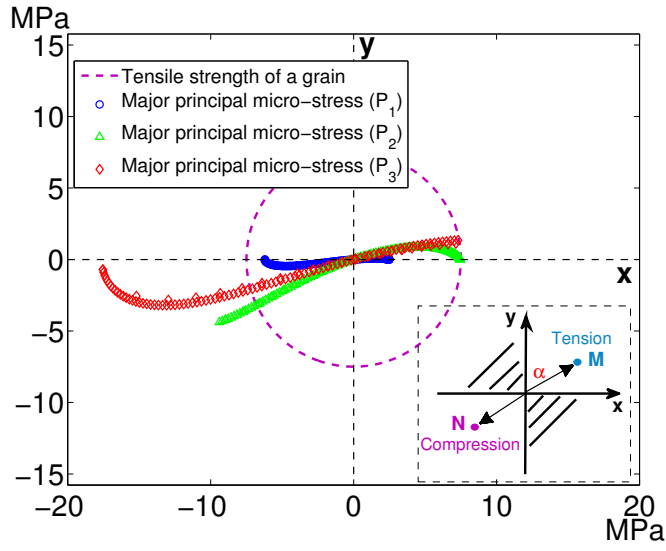 MPa
15
10
5
0
−5
−10
−15
y
Tensile strength of a grain
Major principal micro−stress (P1)
Major principal micro−stress (P2)
Major principal micro−stress (P3)
x
y
Tension
α
M
x
N
Compression
−20
−10
0
10
20
MPa